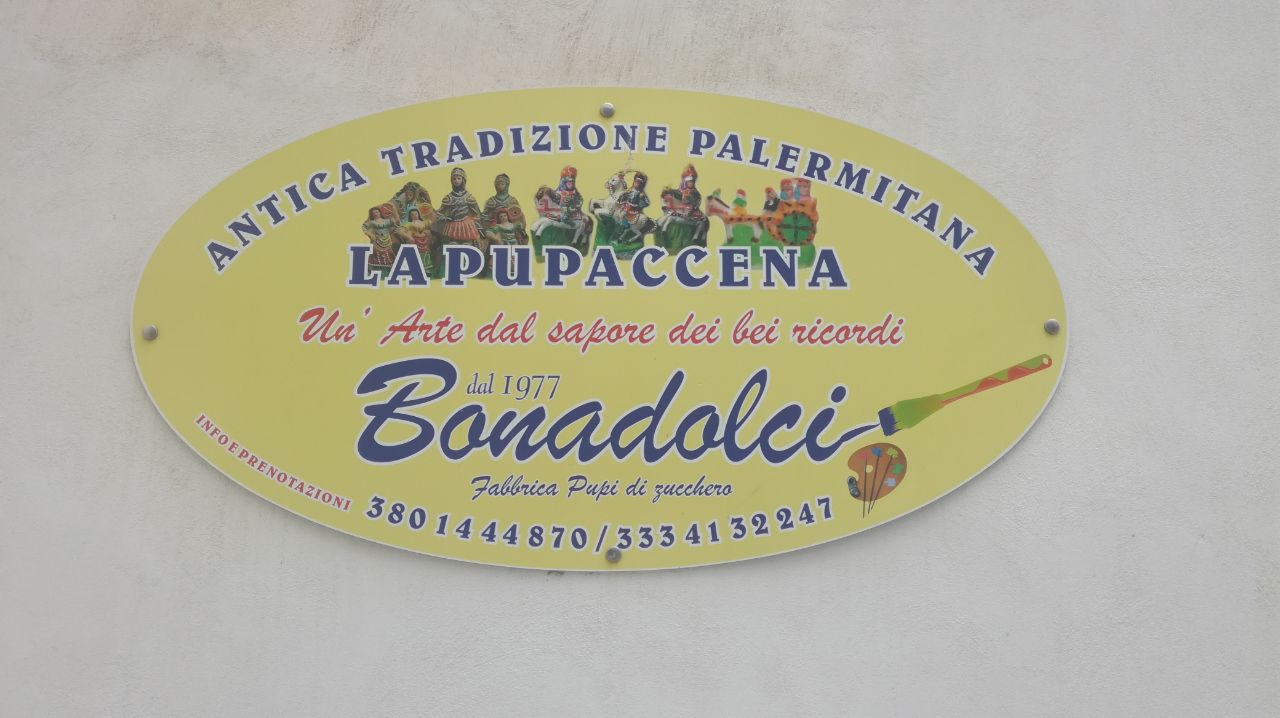 ANTICA TRADIZIONE PALERMITANA
LA PUPACCENA
Un' Arte dal sapore dei bei ricordi
dal 1977
Bonadolci
Fabbrica Pupi di zucchero
INFO E PRENOTAZIONI
380 1444870 / 333 4132247